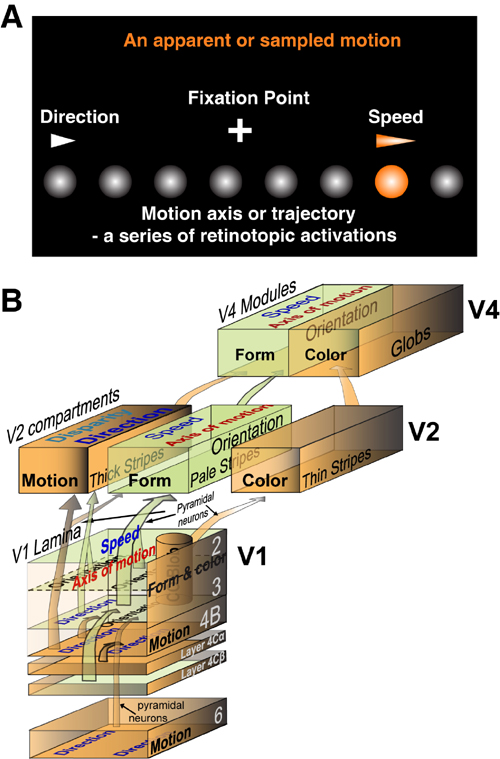 A
An apparent or sampled motion
Fixation Point
Direction
Speed
Motion axis or trajectory
- a series of retinotopic activations
B
V4 Modules
Speed
Axis of motion
Orientation
Form
Color
Globs
V4
V2 compartments
Disparity
Direction
Motion
Thick Stripes
Speed
Axis of motion
Orientation
Form
Pale Stripes
Color
Thin Stripes
V2
V1 Lamina
Pyramidal
neurons
Speed
Axis of motion
2
V1
Form & color
3
Direction
4B
Motion
Direction
Layer 4Cα
Layer 4Cβ
pyramidal
neurons
6
Direction
Motion